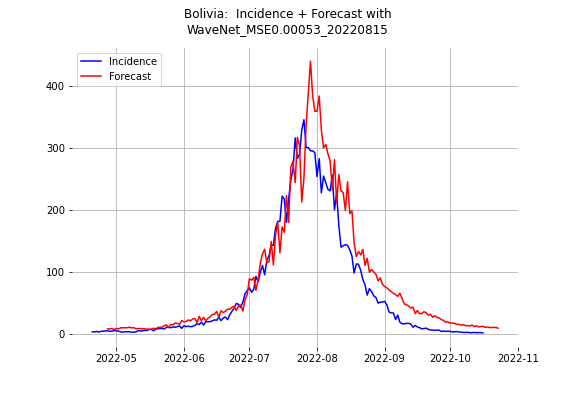 Bolivia: Incidence + Forecast with
WaveNet_MSE0.00053_20220815
Incidence
Forecast
400
300
200
100
0
2022-05 2022-06 2022-07 2022-08 2022-09 2022-10 2022-11